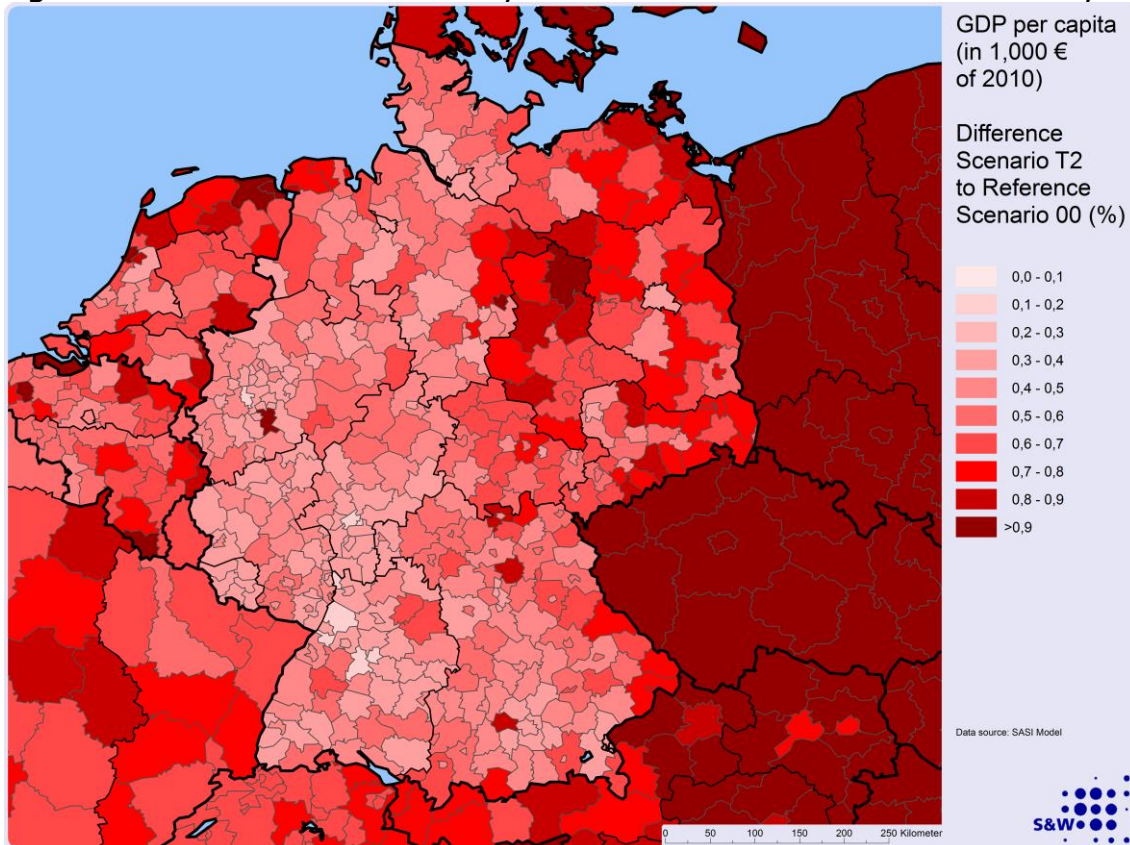 GDP per capita
(in 1,000 €
of 2010)
Difference
Scenario T2
to Reference
Scenario 00 (%)
0,0 - 0,1
0,1 - 0,2
0,2 - 0,3
0,3 - 0,4
0,4 - 0,5
0,5 - 0,6
0,6 - 0,7
0,7 - 0,8
0,8 - 0,9
>0,9
Data source: SASI Model
S&W
0 50 100 150 200 250 Kilometer